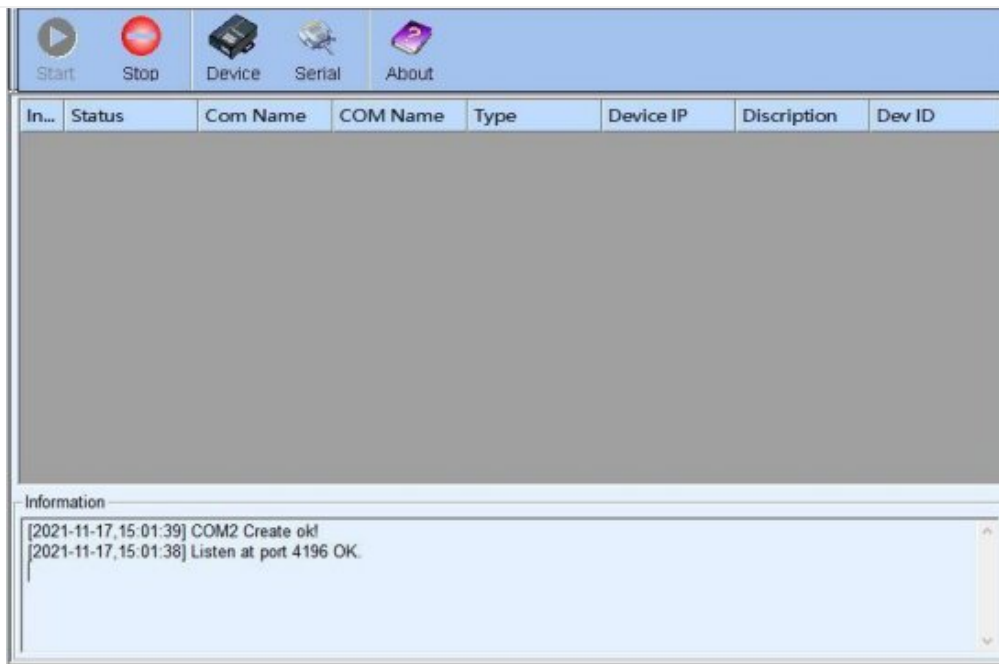 Start Stop Device Serial About
In... Status Com Name COM Name Type Device IP Discription Dev ID
Information
[2021-11-17,15:01:39] COM2 Create ok!
[2021-11-17,15:01:38] Listen at port 4196 OK.